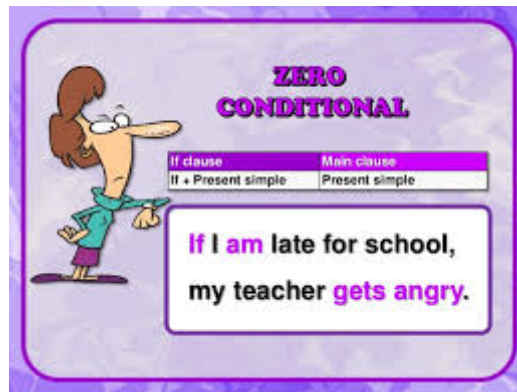 ZERO
CONDITIONAL
If clause Main clause
If + Present simple Present simple
If I am late for school,
my teacher gets angry.